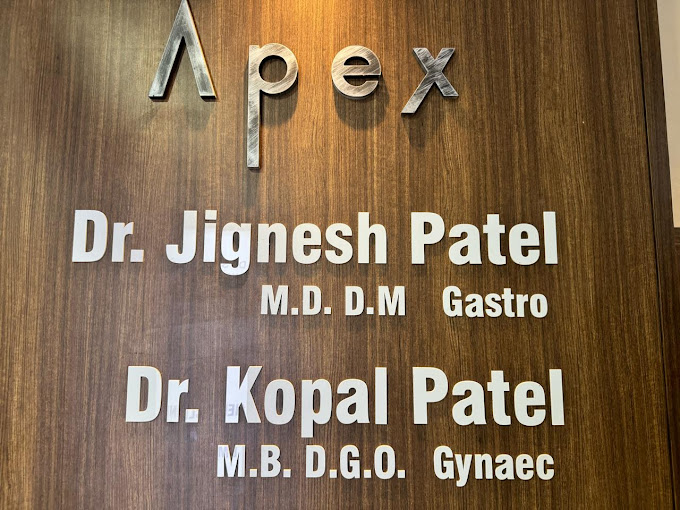 Apex
Dr. Jignesh Patel
M.D. D.M Gastro
Dr. Kopal Patel
M.B. D.G.O. Gynaec